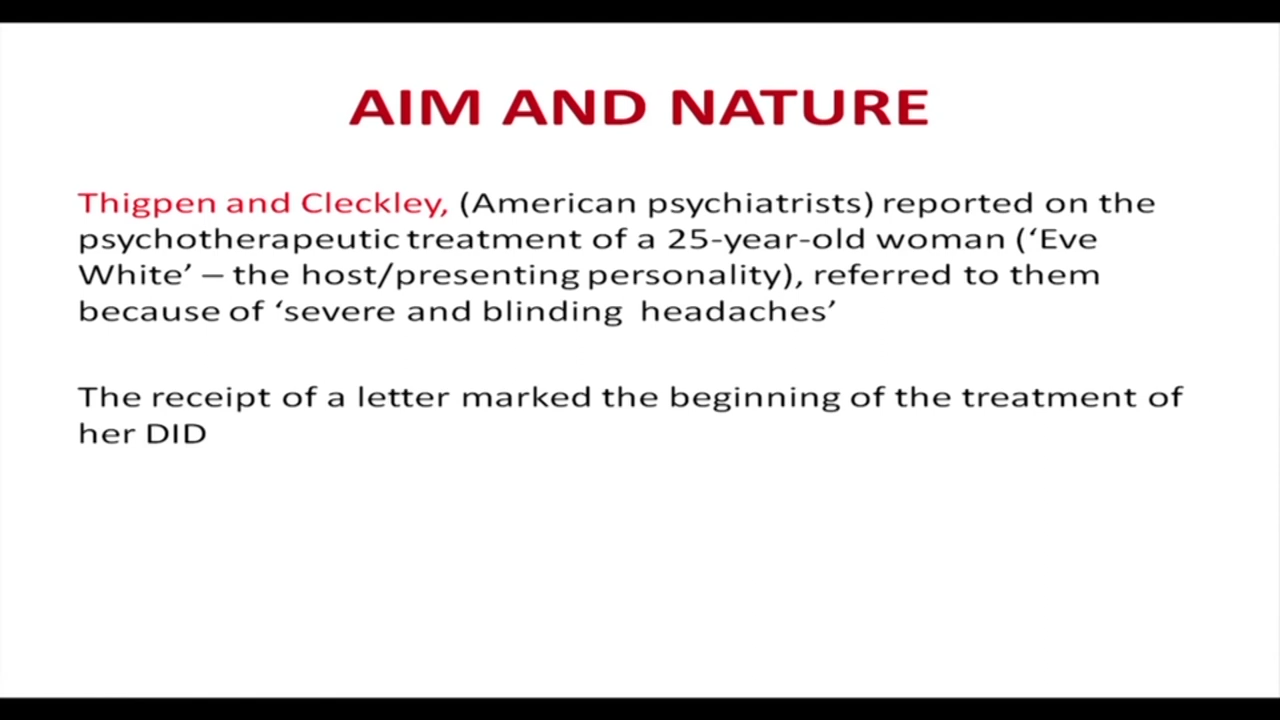 AIM AND NATURE
Thigpen and Cleckley, (American psychiatrists) reported on the
psychotherapeutic treatment of a 25-year-old woman (‘Eve
White’ – the host/presenting personality), referred to them
because of ‘severe and blinding headaches’
The receipt of a letter marked the beginning of the treatment of
her DID